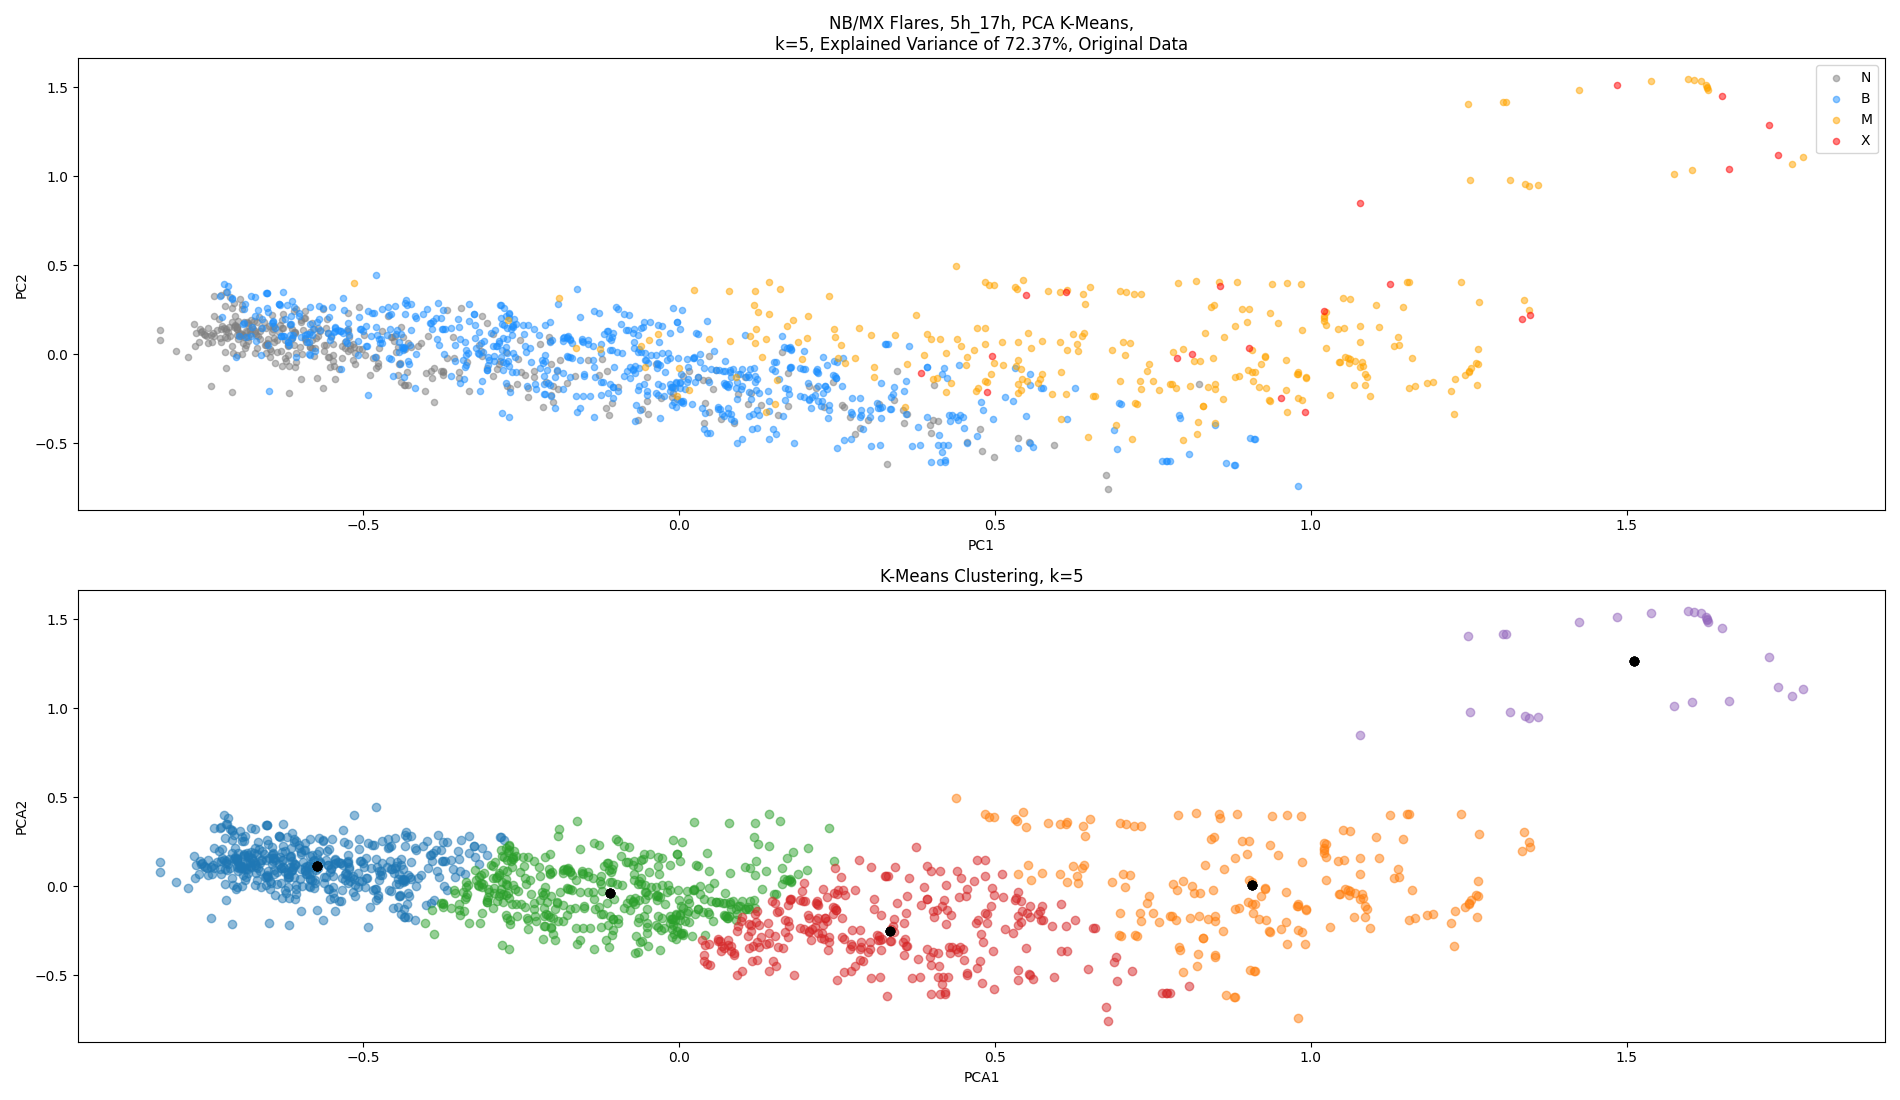 NB/MX Flares, 5h_17h, PCA K-Means,
k=5, Explained Variance of 72.37%, Original Data
N
B
M
X
1.5
1.0
0.5
0.0
−0.5
PC2
−0.5
0.0
0.5
1.0
1.5
PC1
K-Means Clustering, k=5
1.5
1.0
0.5
0.0
−0.5
PCA2
−0.5
0.0
0.5
1.0
1.5
PCA1